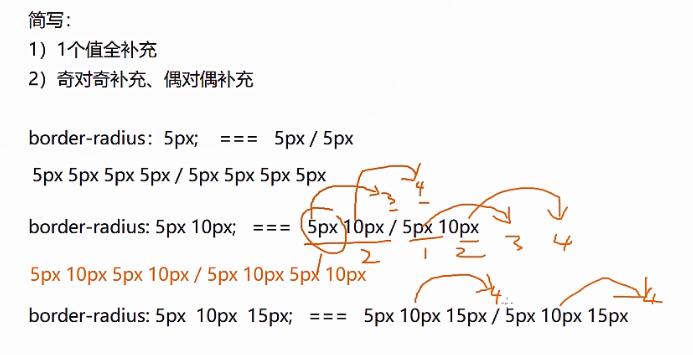 简写：
1）1个值全补充
2）奇对奇补充、偶对偶补充
border-radius：5px; === 5px / 5px
5px 5px 5px 5px / 5px 5px 5px 5px
3 4
border-radius: 5px 10px; === 5px 10px / 5px 10px
1 2 1 2 3 4
5px 10px 5px 10px / 5px 10px 5px 10px
4 4
border-radius: 5px 10px 15px; === 5px 10px 15px / 5px 10px 15px